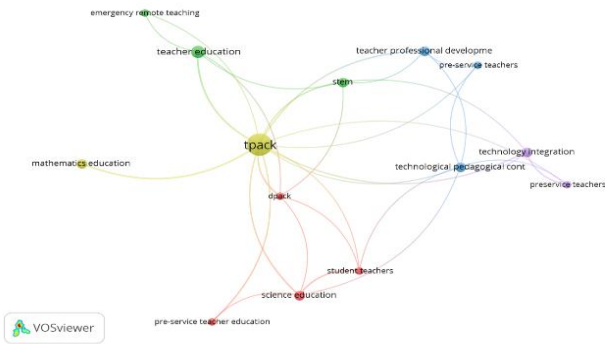 emergency remote teaching
teacher education
teacher professional developme
pre-service teachers
stem
tpack
technology integration
mathematics education
technological pedagogical cont
preservice teachers
dpack
student teachers
science education
pre-service teacher education
VOSviewer